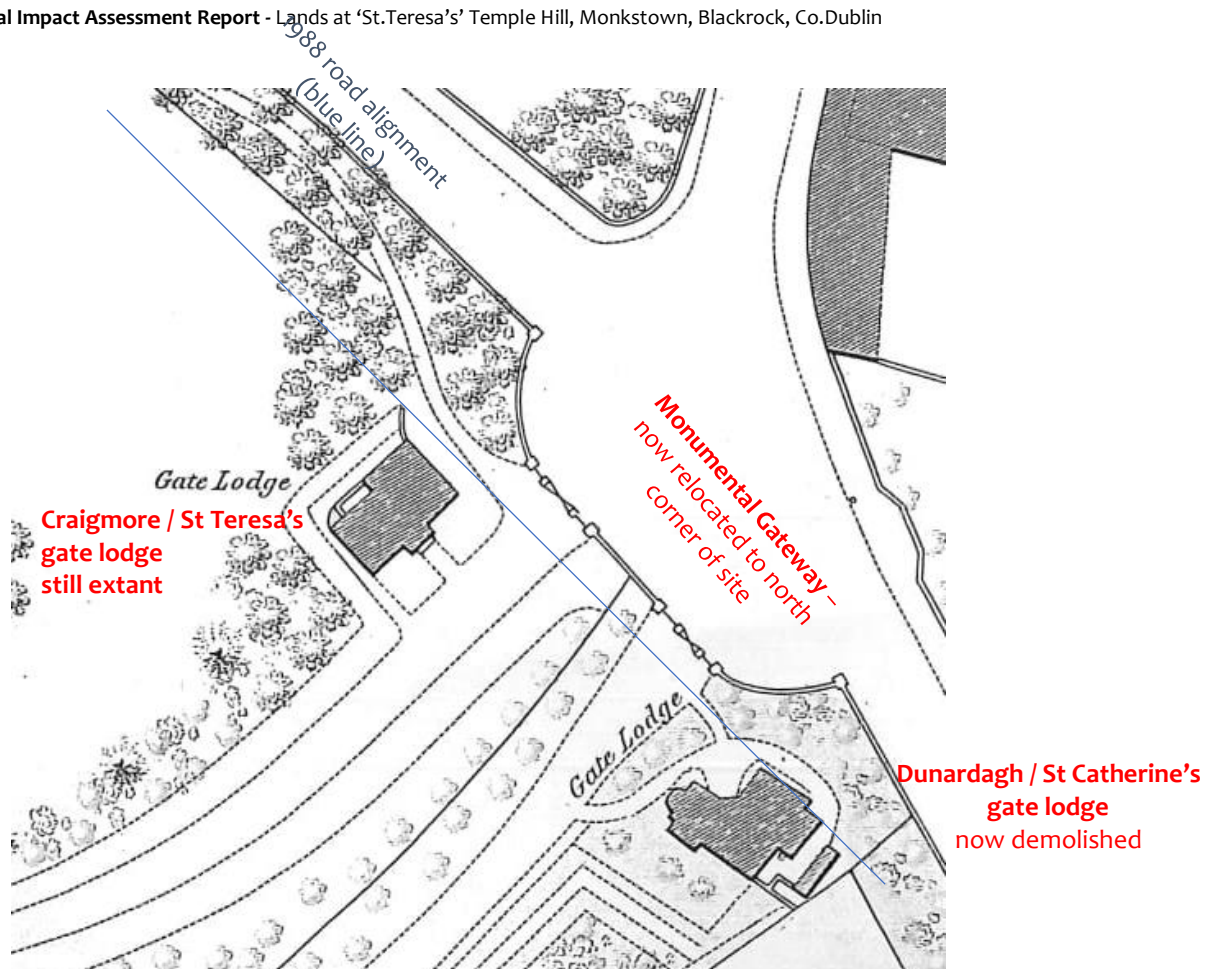 al Impact Assessment Report - Lands at ‘St.Teresa’s’ Temple Hill, Monkstown, Blackrock, Co.Dublin
1988 road alignment
(blue line)
Monumental Gateway –
now relocated to north
corner of site
Gate Lodge
Craigmore / St Teresa’s
gate lodge
still extant
Gate Lodge
Dunardagh / St Catherine’s
gate lodge
now demolished